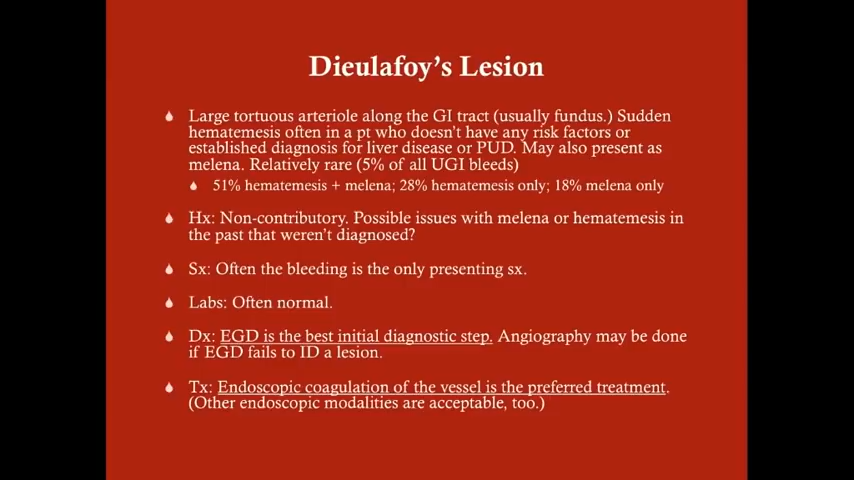 Dieulafoy's Lesion
Large tortuous arteriole along the GI tract (usually fundus.) Sudden
hematemesis often in a pt who doesn't have any risk factors or
established diagnosis for liver disease or PUD. May also present as
melena. Relatively rare (5% of all UGI bleeds)
51% hematemesis + melena; 28% hematemesis only; 18% melena only
Hx: Non-contributory. Possible issues with melena or hematemesis in
the past that weren't diagnosed?
Sx: Often the bleeding is the only presenting sx.
Labs: Often normal.
Dx: EGD is the best initial diagnostic step. Angiography may be done
if EGD fails to ID a lesion.
Tx: Endoscopic coagulation of the vessel is the preferred treatment.
(Other endoscopic modalities are acceptable, too.)